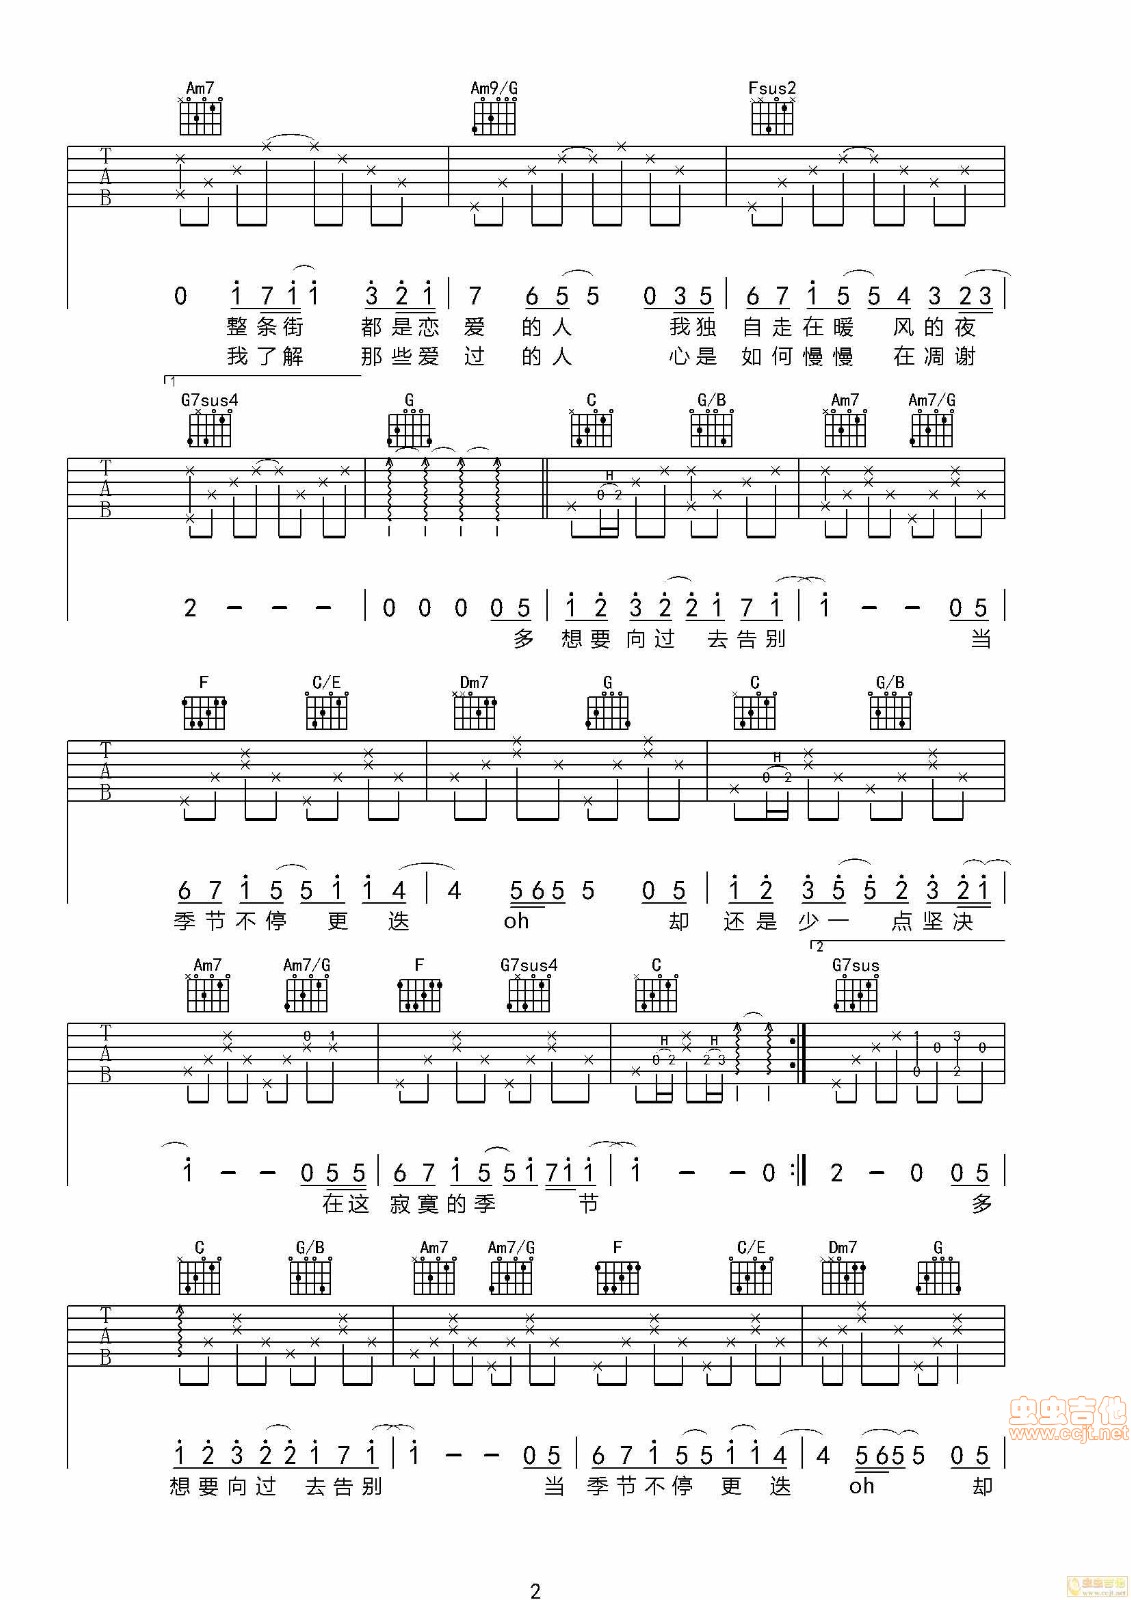 Am7 Am9/G Fsus2
T
A
B
0 1 7 1 1 3 2 1 | 7 6 5 5 0 3 5 | 6 7 1 5 5 4 3 2 3 |
整条街 都是恋 爱 的人 我独 自走在暖 风的夜
我了解 那些爱 过 的人 心是 如何慢慢 在凋谢
1
G7sus4 G C G/B Am7 Am7/G
H
T
A
B
0 2
2 - - - | 0 0 0 0 5 | 1 2 3 2 2 1 7 1 | 1 - - 0 5 |
多 想要向过 去告别 当
F C/E Dm7 G C G/B
H
T
A
B
0 2
6 7 1 5 5 1 1 4 | 4 5 6 5 5 0 5 | 1 2 3 5 5 2 3 2 1 |
季节不停 更 迭 oh 却 还是少一 点坚决
2
Am7 Am7/G F G7sus4 C G7sus
H H
T
A
B
0 1 0 2 2 3 1 0 0 3 2 0
1 - - 0 5 5 | 6 7 1 5 5 1 7 1 1 | 1 - - 0 :| 2 - 0 0 5 |
在这 寂寞的季 节 多
C G/B Am7 Am7/G F C/E Dm7 G
T
A
B
1 2 3 2 2 1 7 1 | 1 - - 0 5 | 6 7 1 5 5 1 1 4 | 4 5 6 5 5 0 5 |
想要向过 去告别 当 季节不停 更 迭 oh 却
虫虫吉他
www.ccjt.net
2
虫虫吉他
www.ccjt.net